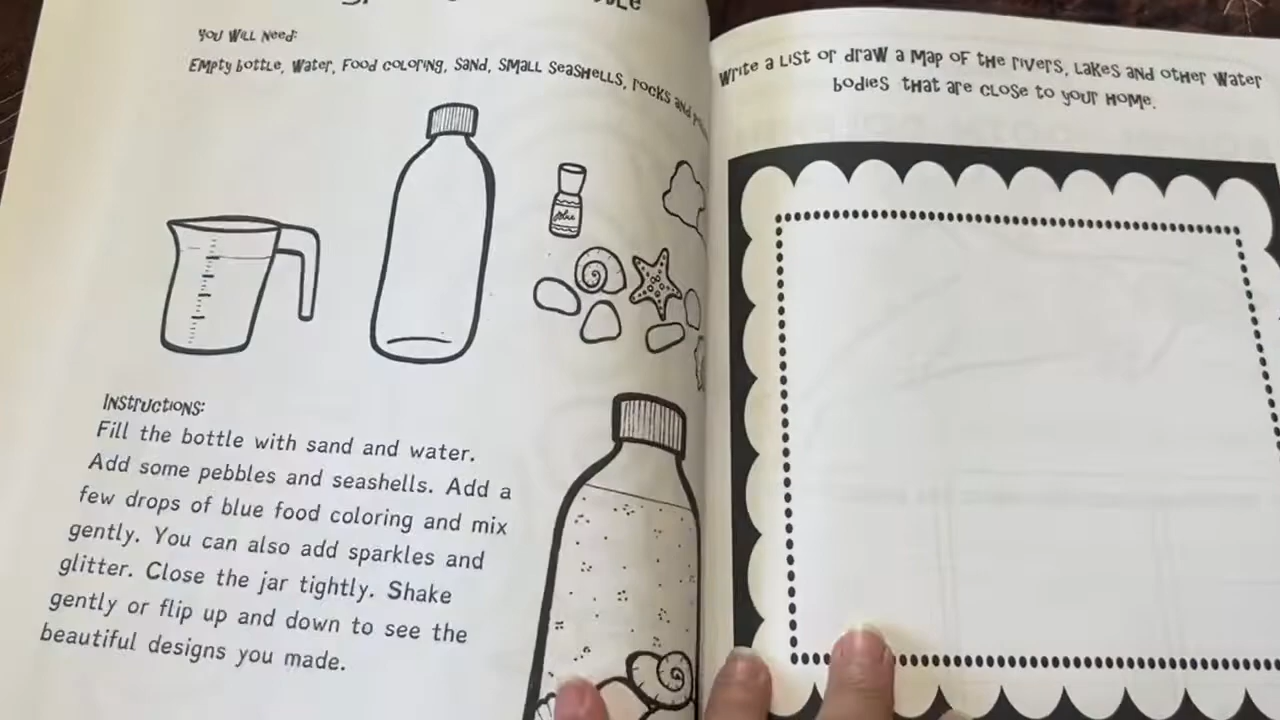 You Will Need:
Empty bottle, Water, Food coloring, Sand, Small Seashells, rocks and
Blue
Instructions:
Fill the bottle with sand and water.
Add some pebbles and seashells. Add a
few drops of blue food coloring and mix
gently. You can also add sparkles and
glitter. Close the jar tightly. Shake
gently or flip up and down to see the
beautiful designs you made.
Write a List or draw a Map of the rivers, Lakes and other Water
bodies that are close to your Home.